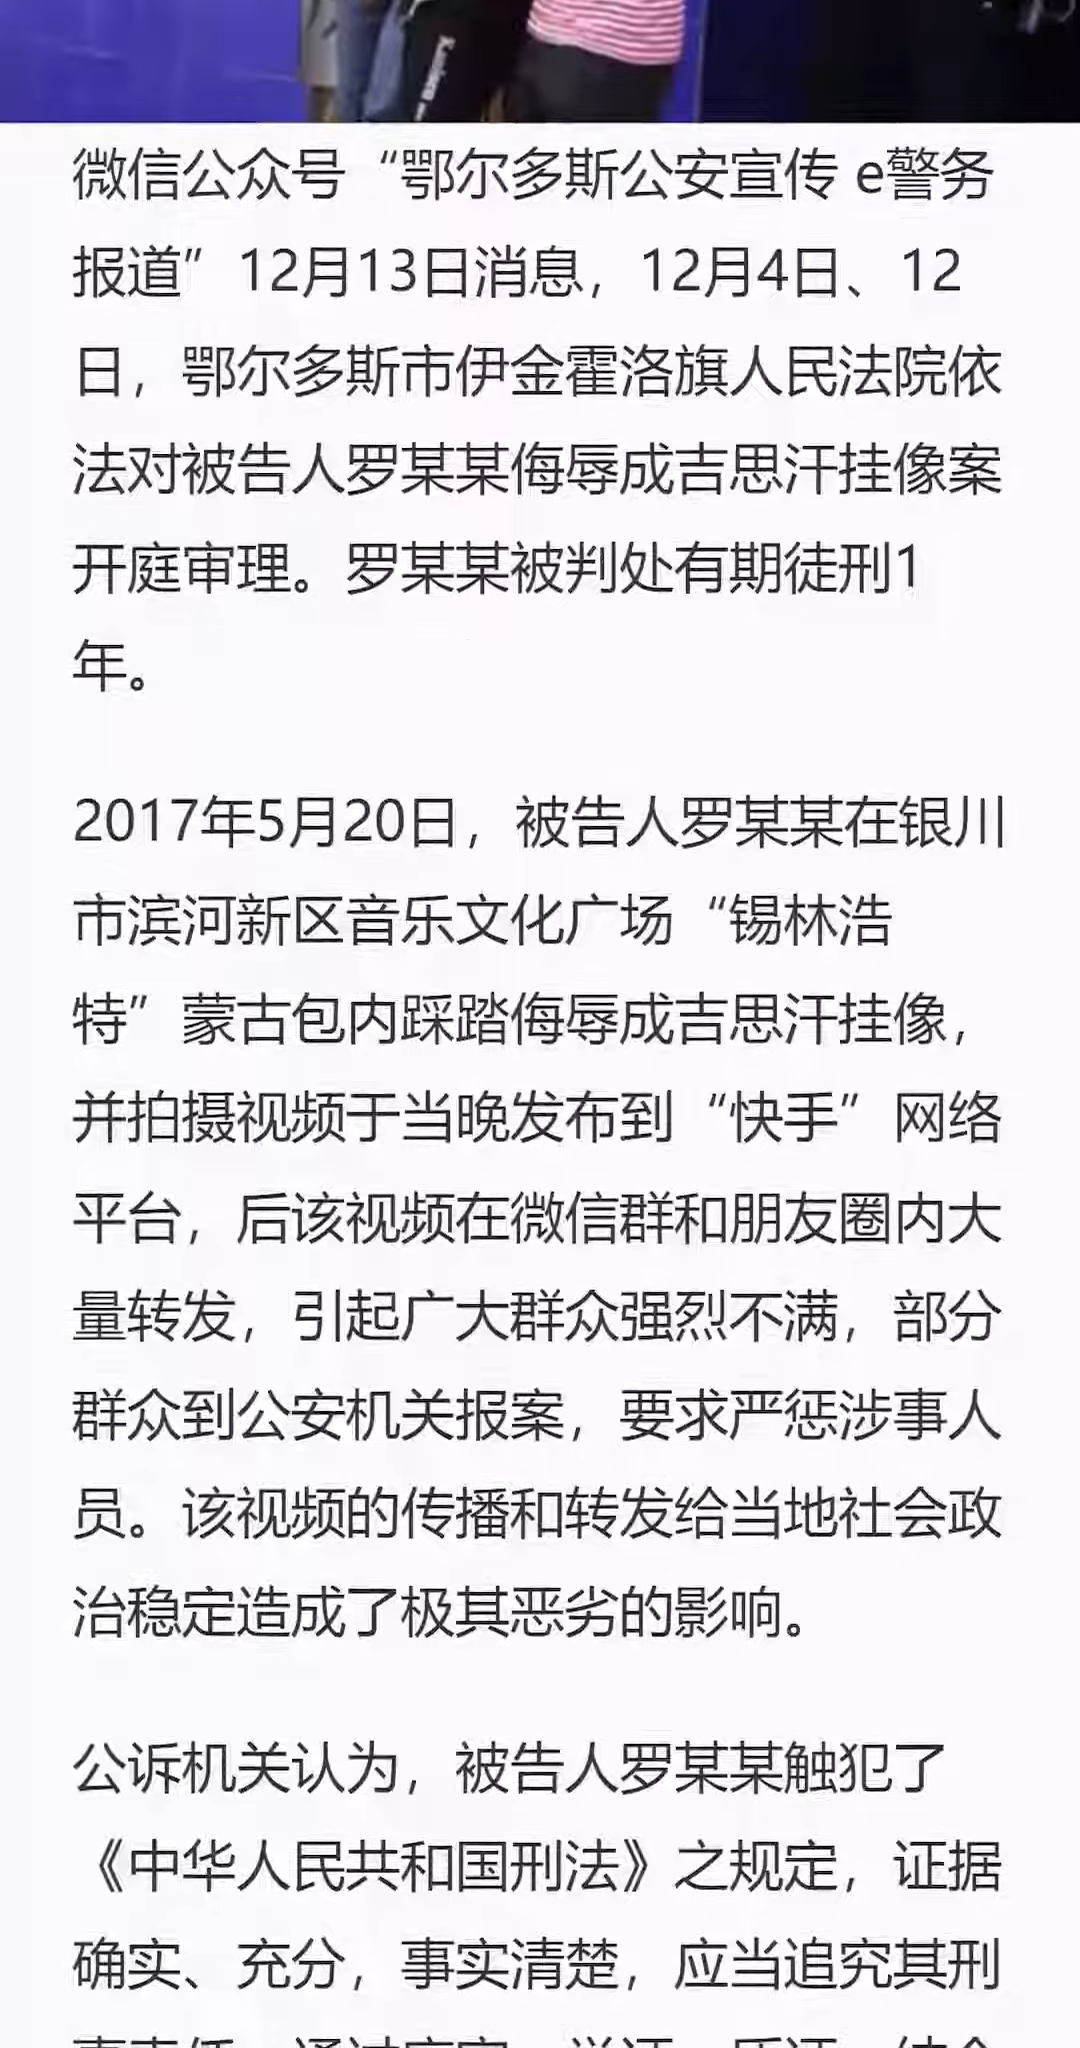 微信公众号“鄂尔多斯公安宣传 e警务
报道”12月13日消息，12月4日、12
日，鄂尔多斯市伊金霍洛旗人民法院依
法对被告人罗某某侮辱成吉思汗挂像案
开庭审理。罗某某被判处有期徒刑1
年。
2017年5月20日，被告人罗某某在银川
市滨河新区音乐文化广场“锡林浩
特”蒙古包内踩踏侮辱成吉思汗挂像，
并拍摄视频于当晚发布到“快手”网络
平台，后该视频在微信群和朋友圈内大
量转发，引起广大群众强烈不满，部分
群众到公安机关报案，要求严惩涉事人
员。该视频的传播和转发给当地社会政
治稳定造成了极其恶劣的影响。
公诉机关认为，被告人罗某某触犯了
《中华人民共和国刑法》之规定，证据
确实、充分，事实清楚，应当追究其刑